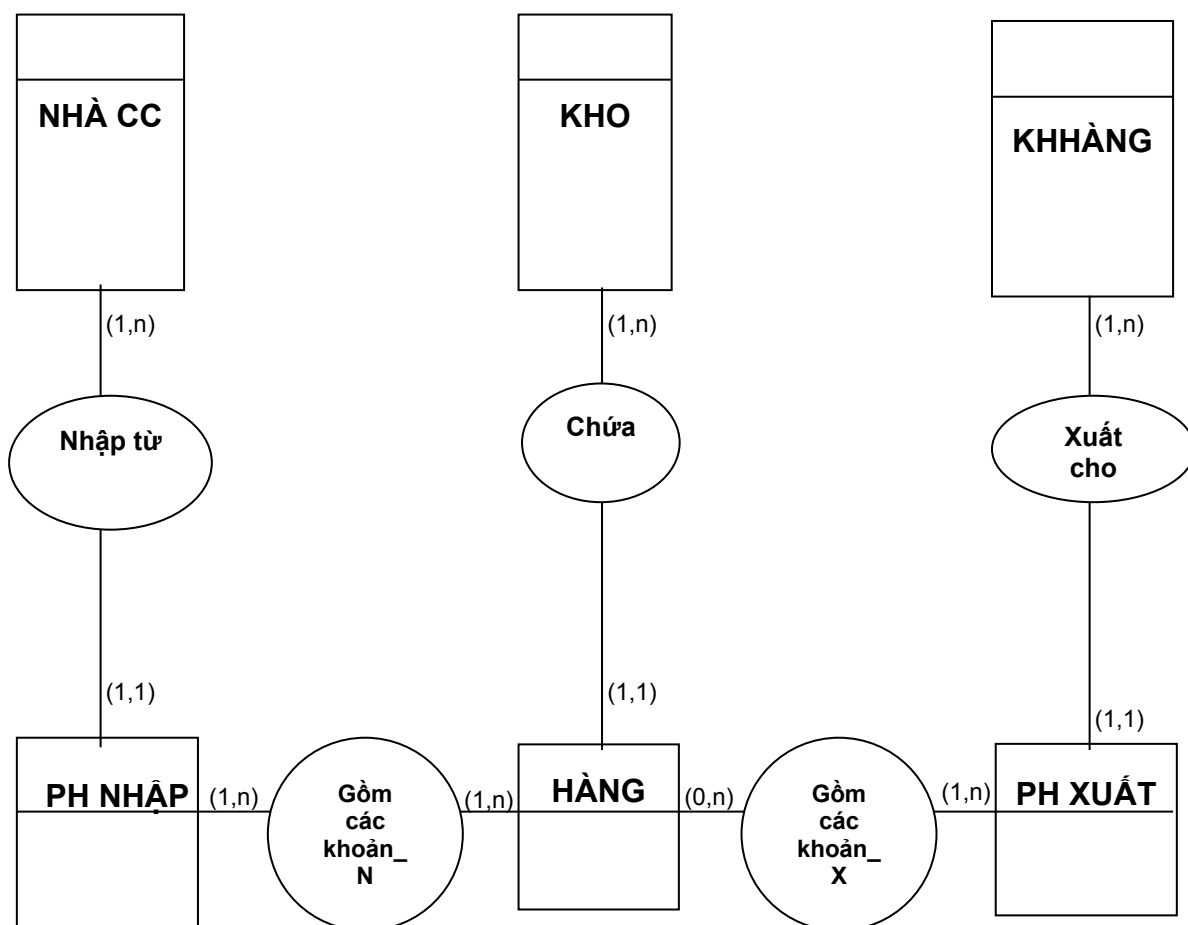 NHÀ CC
KHO
KHHÀNG
(1,n)
(1,n)
(1,n)
Nhập từ
Chứa
Xuất
cho
(1,1)
(1,1)
(1,1)
PH NHẬP
(1,n)
Gồm
các
khoản_
N
(1,n)
HÀNG
(0,n)
Gồm
các
khoản_
X
(1,n)
PH XUẤT